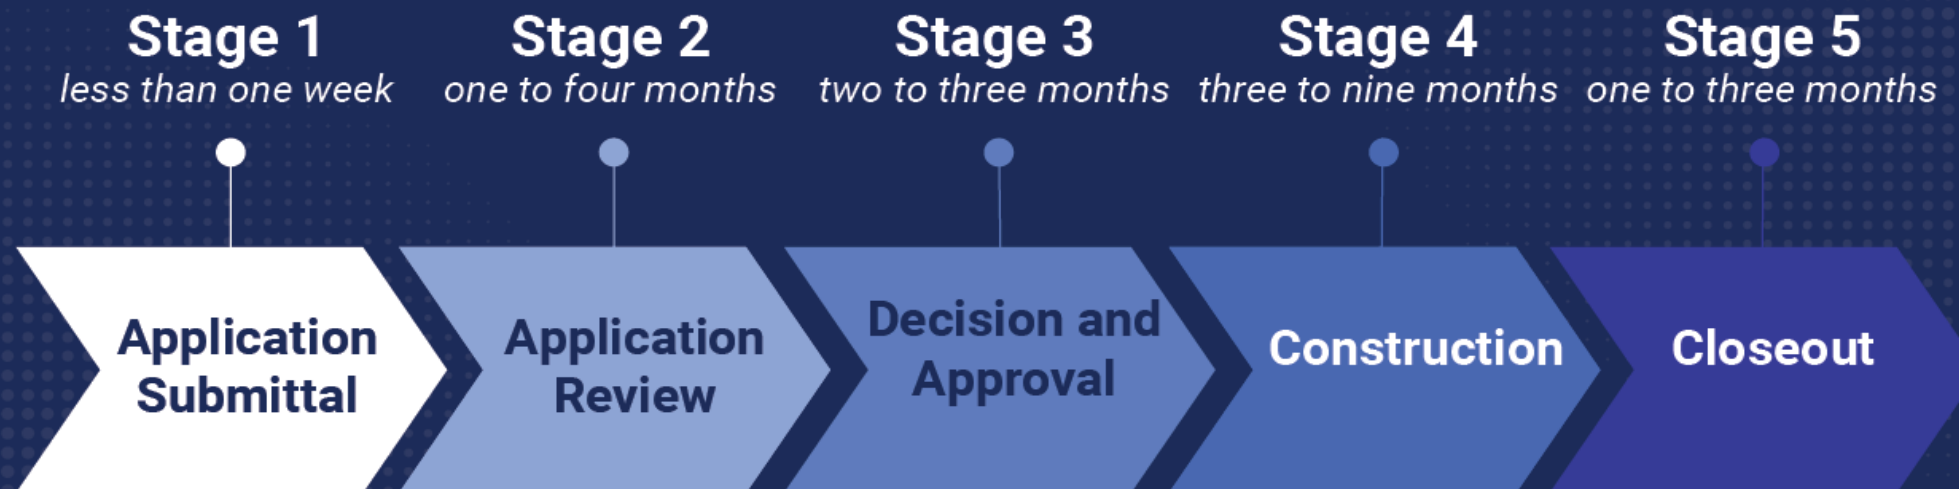 Stage 1
less than one week
Application
Submittal
Stage 2
one to four months
Application
Review
Stage 3
two to three months
Decision and
Approval
Stage 4
three to nine months
Construction
Stage 5
one to three months
Closeout